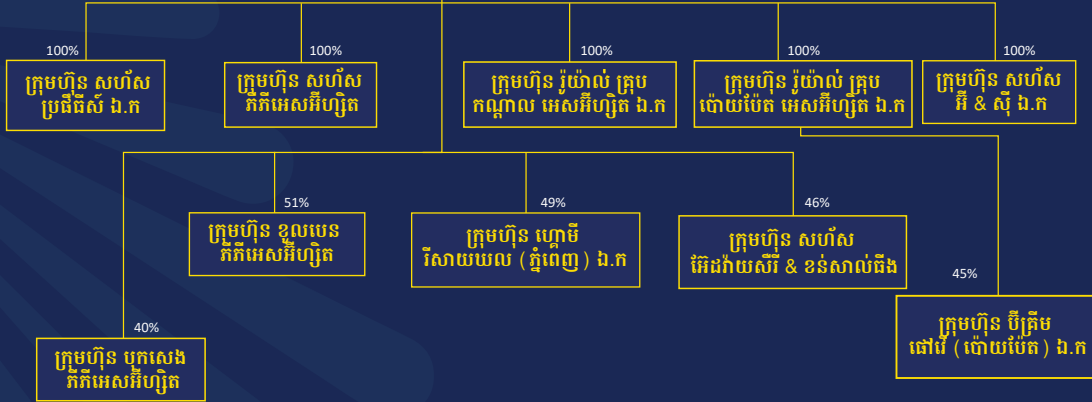 100%
100%
100%
100%
100%
ក្រុមហ៊ុន សហ័ស
ប្រផឹធីស៍ ឯ.ក
ក្រុមហ៊ុន សហ័ស
ភីភីអេសអ៊ីហ្សិត
ក្រុមហ៊ុន រ៉ូយ៉ាល់ គ្រុប
កណ្តាល អេសអ៊ីហ្សិត ឯ.ក
ក្រុមហ៊ុន រ៉ូយ៉ាល់ គ្រុប
ប៉ោយប៉ែត អេសអ៊ីហ្សិត ឯ.ក
ក្រុមហ៊ុន សហ័ស
អ៊ី & ស៊ី ឯ.ក
51%
49%
46%
ក្រុមហ៊ុន ខូលបេន
ភីភីអេសអ៊ីហ្សិត
ក្រុមហ៊ុន ហ្គោមី
រីសាយឃល (ភ្នំពេញ) ឯ.ក
ក្រុមហ៊ុន សហ័ស
អ៊ែដវ៉ាយសឺរី & ខន់សាល់ធីង
45%
ក្រុមហ៊ុន ប៊ីគ្រីម
ផៅវើ (ប៉ោយប៉ែត) ឯ.ក
40%
ក្រុមហ៊ុន បុកសេង
ភីភីអេសអ៊ីហ្សិត